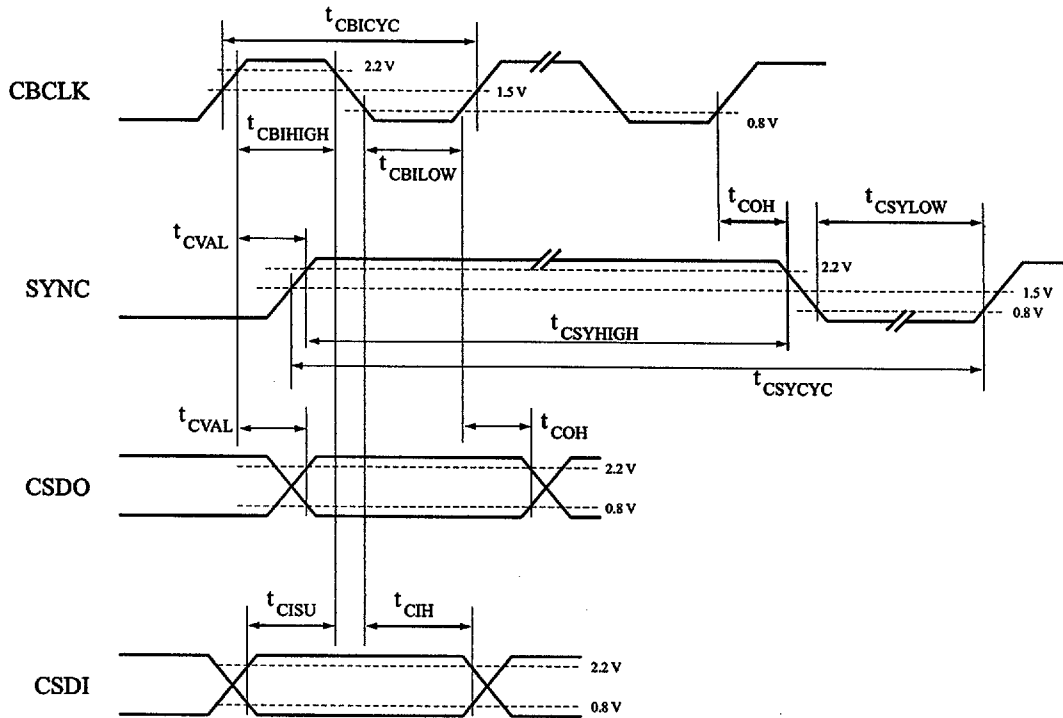 tCBICYC
2.2 V
CBCLK
1.5 V
0.8 V
tCBIHIGH
tCBILOW
tCOH
tCSYLOW
tCVAL
2.2 V
SYNC
1.5 V
0.8 V
tCSYHIGH
tCSYCYC
tCVAL
tCOH
2.2 V
CSDO
0.8 V
tCISU
tCIH
2.2 V
CSDI
0.8 V